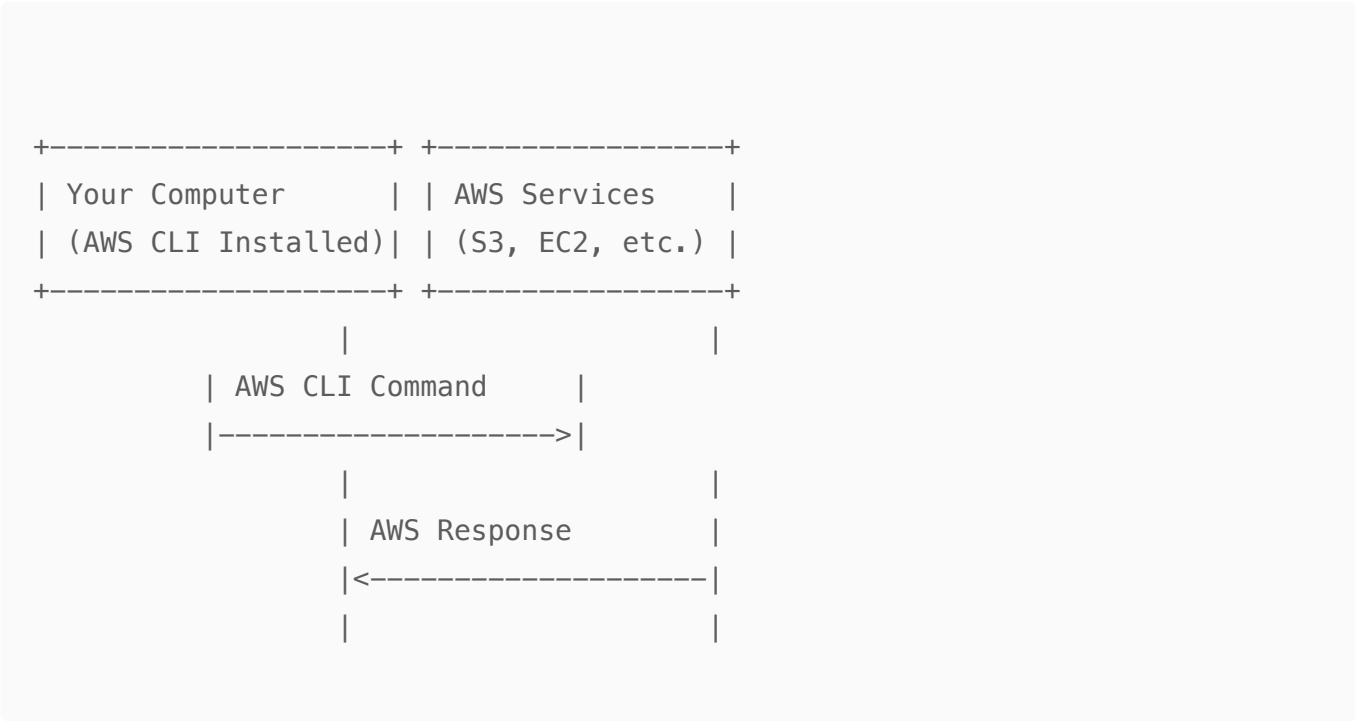 +--------------------+ +-----------------+
| Your Computer      | | AWS Services    |
| (AWS CLI Installed)| | (S3, EC2, etc.) |
+--------------------+ +-----------------+
                  |                     |
          | AWS CLI Command     |
          |-------------------->|
                  |                     |
                  | AWS Response        |
                  |<--------------------|
                  |                     |